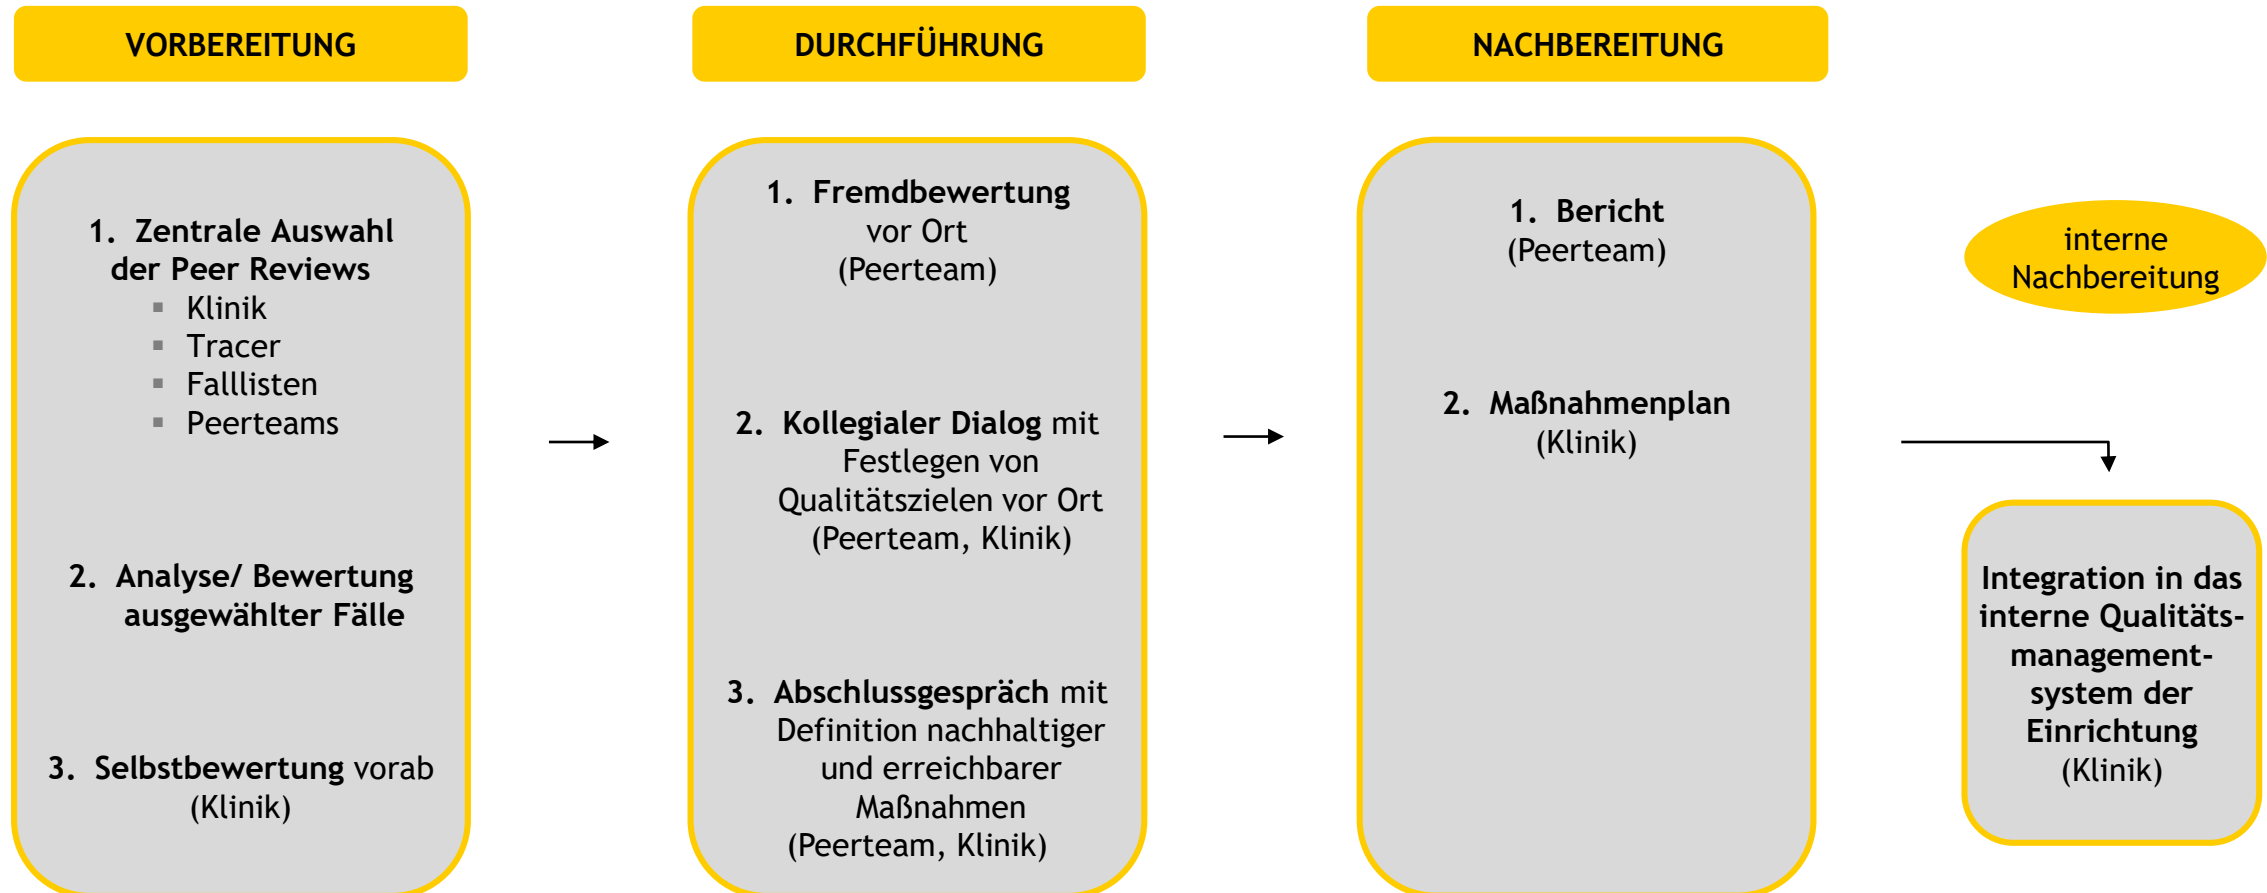 VORBEREITUNG
1. Zentrale Auswahl
der Peer Reviews
▪ Klinik
▪ Tracer
▪ Falllisten
▪ Peerteams
2. Analyse/ Bewertung
ausgewählter Fälle
3. Selbstbewertung vorab
(Klinik)
DURCHFÜHRUNG
1. Fremdbewertung
vor Ort
(Peerteam)
2. Kollegialer Dialog mit
Festlegen von
Qualitätszielen vor Ort
(Peerteam, Klinik)
3. Abschlussgespräch mit
Definition nachhaltiger
und erreichbarer
Maßnahmen
(Peerteam, Klinik)
NACHBEREITUNG
1. Bericht
(Peerteam)
2. Maßnahmenplan
(Klinik)
interne
Nachbereitung
Integration in das
interne Qualitäts-
management-
system der
Einrichtung
(Klinik)